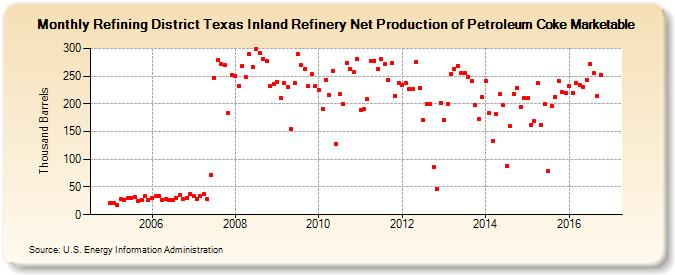 Monthly Refining District Texas Inland Refinery Net Production of Petroleum Coke Marketable
Thousand Barrels
300
250
200
150
100
50
0
2006 2008 2010 2012 2014 2016
Source: U.S. Energy Information Administration